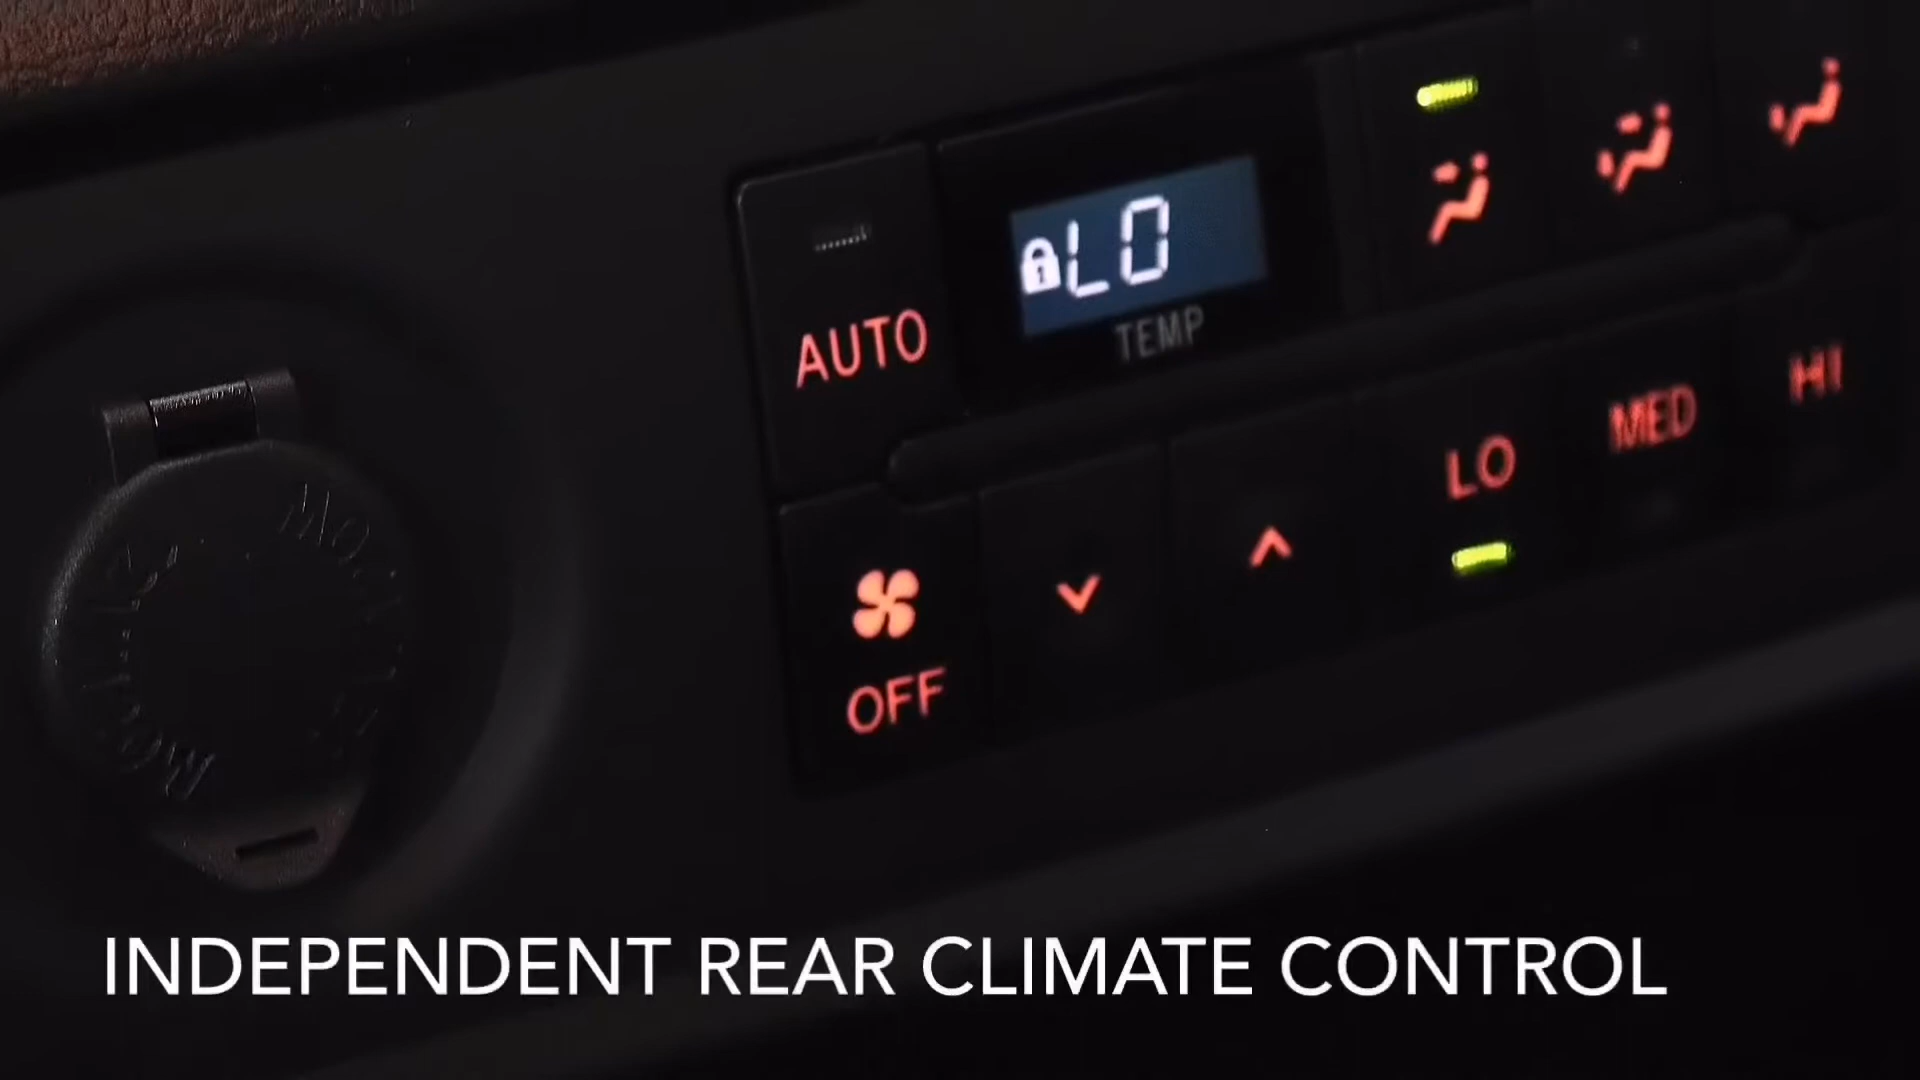 LO
AUTO
TEMP
LO
MED
HI
OFF
INDEPENDENT REAR CLIMATE CONTROL